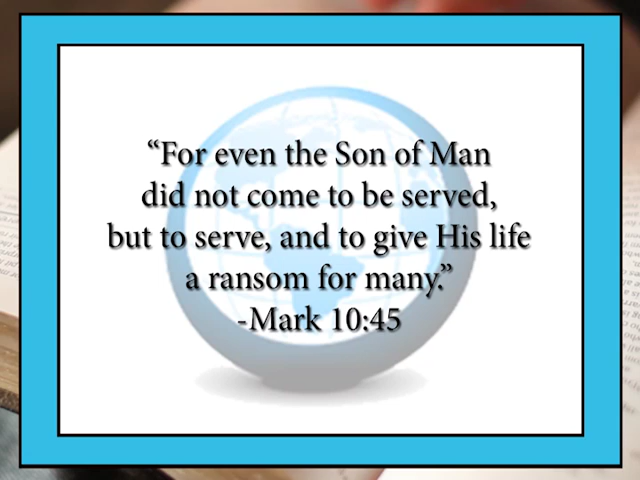 “For even the Son of Man
did not come to be served,
but to serve, and to give His life
a ransom for many.”
-Mark 10:45